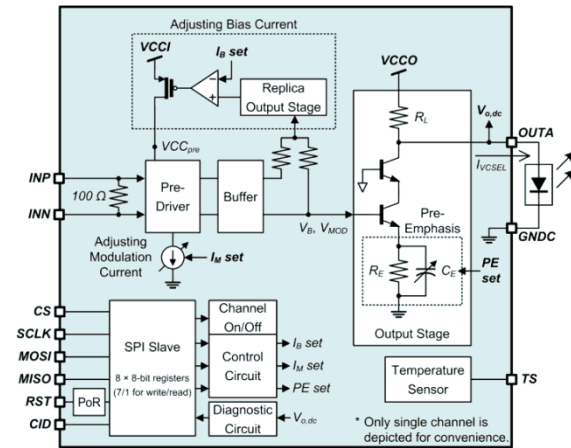 Adjusting Bias Current
VCCI
I_B set
Replica
Output Stage
VCC_pre
VCCO
R_L
V_o,dc
OUTA
I_VCSEL
INP
100 Ω
INN
Pre-
Driver
Buffer
V_B, V_MOD
Pre-
Emphasis
GNDC
Adjusting
Modulation
Current
I_M set
R_E
C_E
PE
set
Output Stage
CS
SCLK
MOSI
MISO
RST
CID
PoR
SPI Slave
8 × 8-bit registers
(7/1 for write/read)
Channel
On/Off
Control
Circuit
Diagnostic
Circuit
I_B set
I_M set
PE set
V_o,dc
Temperature
Sensor
TS
* Only single channel is
depicted for convenience.